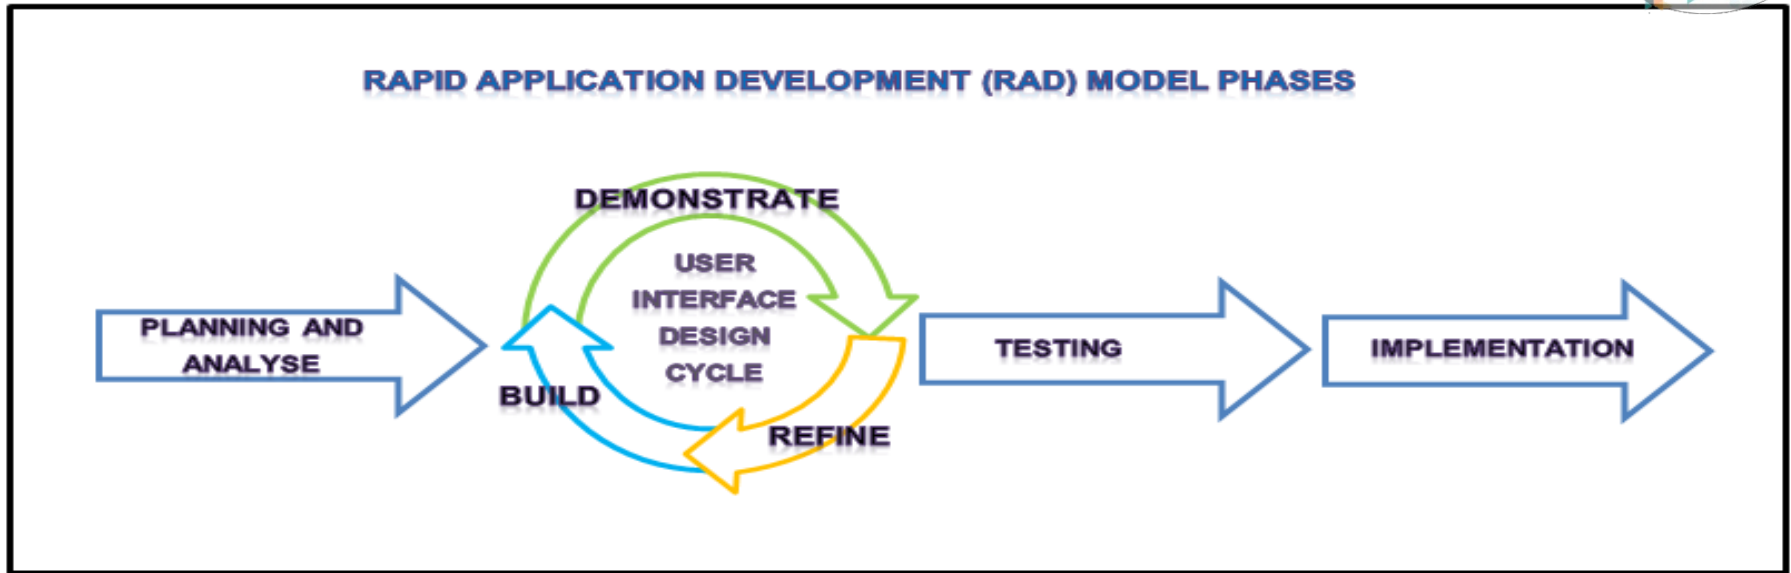 RAPID APPLICATION DEVELOPMENT (RAD) MODEL PHASES
PLANNING AND
ANALYSE
DEMONSTRATE
USER
INTERFACE
DESIGN
CYCLE
BUILD
REFINE
TESTING
IMPLEMENTATION